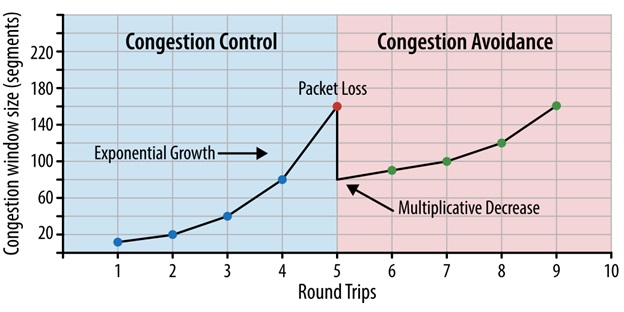 Congestion Control
Congestion Avoidance
Congestion window size (segments)
220
180
140
100
60
20
Packet Loss
Exponential Growth
Multiplicative Decrease
1 2 3 4 5 6 7 8 9 10
Round Trips